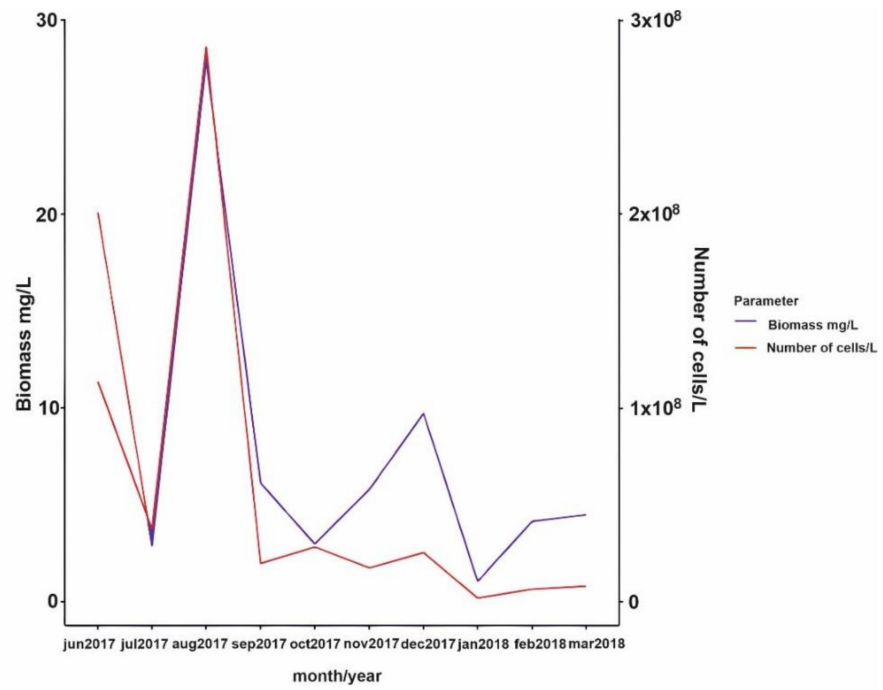 30
20
10
0
Biomass mg/L
3x10⁸
2x10⁸
1x10⁸
0
Number of cells/L
Parameter
Biomass mg/L
Number of cells/L
jun2017 jul2017 aug2017 sep2017 oct2017 nov2017 dec2017 jan2018 feb2018 mar2018
month/year